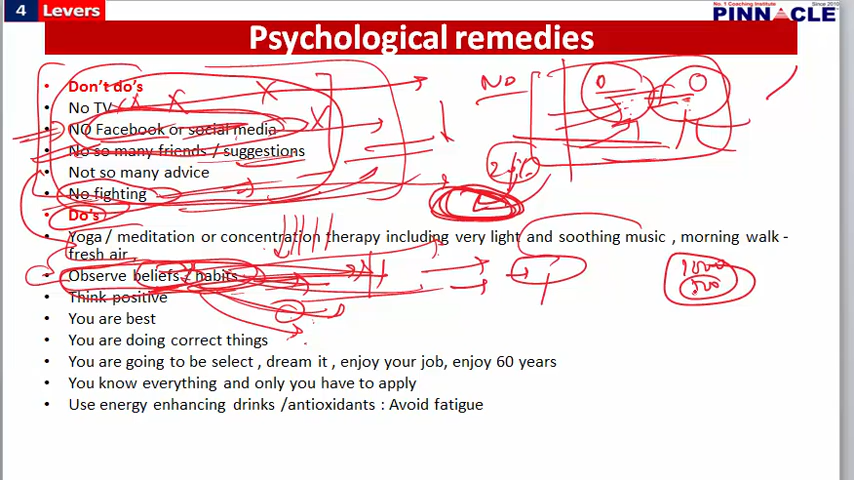 4 Levers
No. 1 Coaching Institute
Since 2010
PINNACLE
Psychological remedies
• Don't do's
• No TV
• NO Facebook or social media
• No so many friends / suggestions
• Not so many advice
• No fighting
• Do's
• Yoga/ meditation or concentration therapy including very light and soothing music , morning walk -
fresh air
• Observe beliefs / habits
• Think positive
• You are best
• You are doing correct things
• You are going to be select , dream it , enjoy your job, enjoy 60 years
• You know everything and only you have to apply
• Use energy enhancing drinks /antioxidants : Avoid fatigue
NO